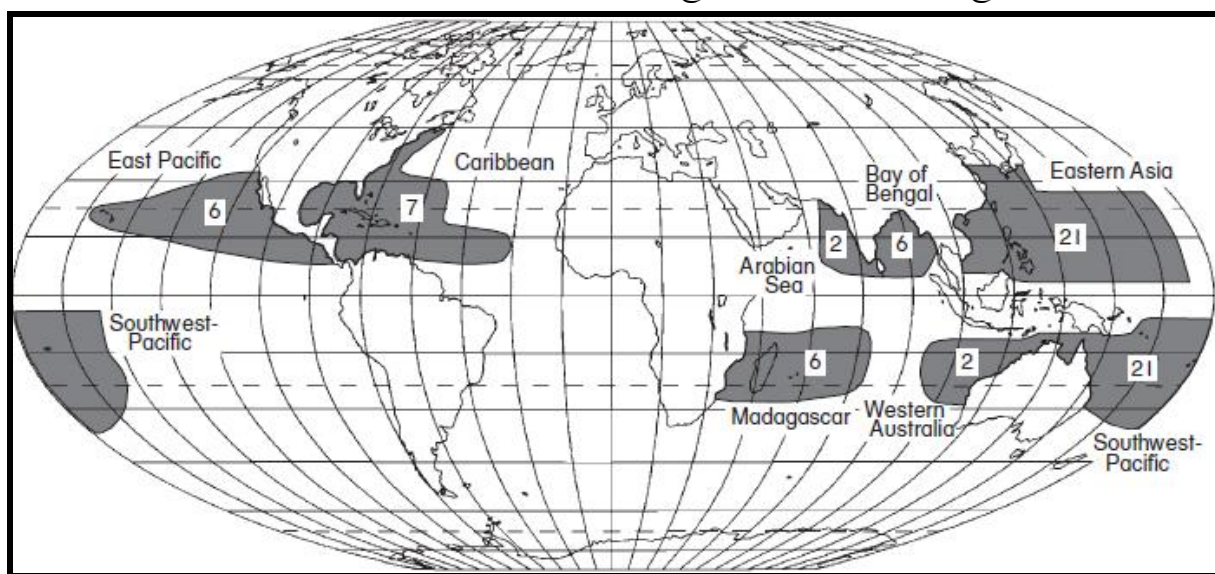 East Pacific
6
Caribbean
7
Bay of
Bengal
Eastern Asia
2
6
21
Arabian
Sea
Southwest-
Pacific
6
2
21
Madagascar
Western
Australia
Southwest-
Pacific